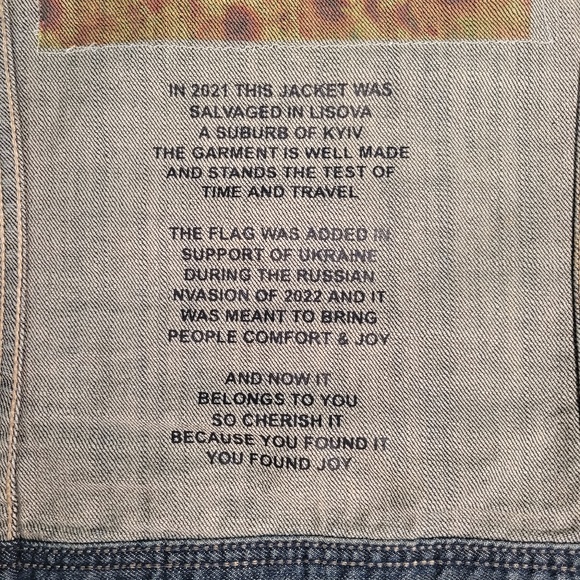 IN 2021 THIS JACKET WAS
SALVAGED IN LISOVA
A SUBURB OF KYIV
THE GARMENT IS WELL MADE
AND STANDS THE TEST OF
TIME AND TRAVEL
THE FLAG WAS ADDED IN
SUPPORT OF UKRAINE
DURING THE RUSSIAN
NVASION OF 2022 AND IT
WAS MEANT TO BRING
PEOPLE COMFORT & JOY
AND NOW IT
BELONGS TO YOU
SO CHERISH IT
BECAUSE YOU FOUND IT
YOU FOUND JOY